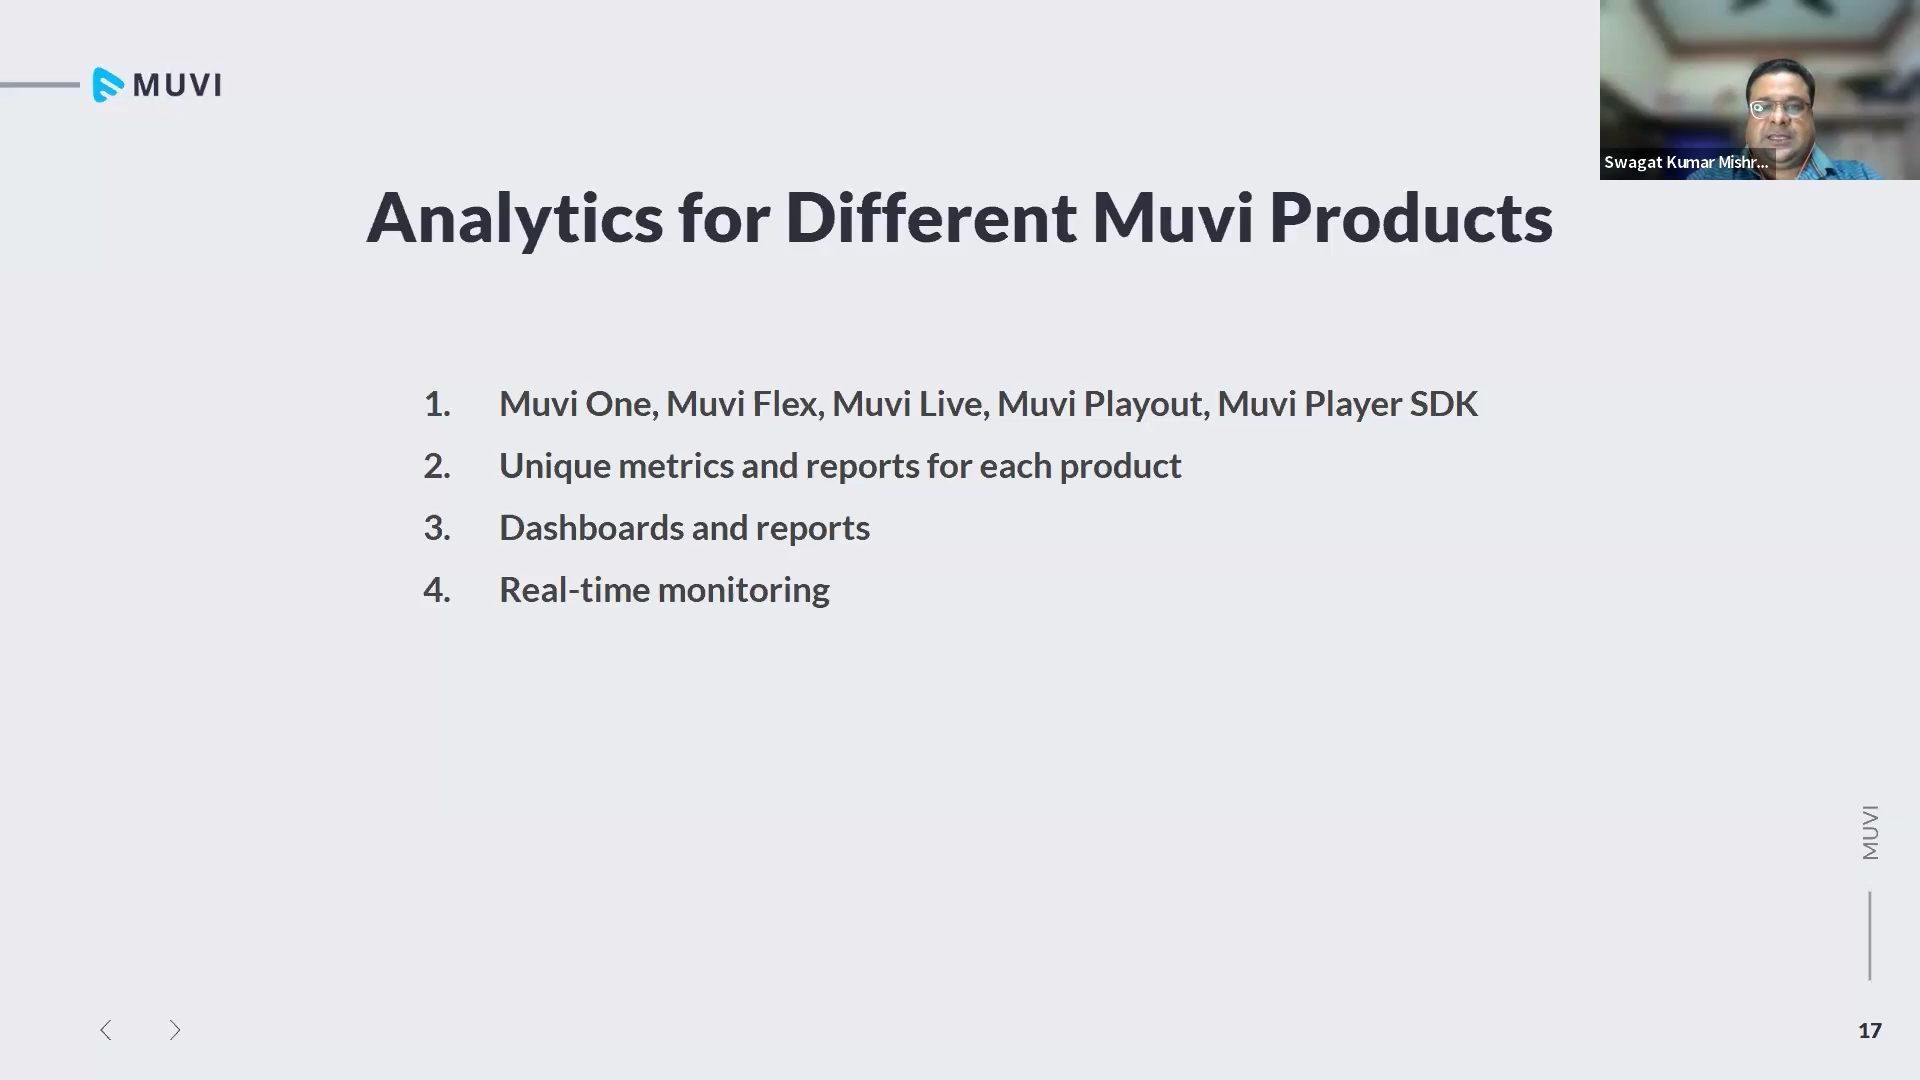 MUVI
Swagat Kumar Mishr...
Analytics for Different Muvi Products
1. Muvi One, Muvi Flex, Muvi Live, Muvi Playout, Muvi Player SDK
2. Unique metrics and reports for each product
3. Dashboards and reports
4. Real-time monitoring
MUVI
17